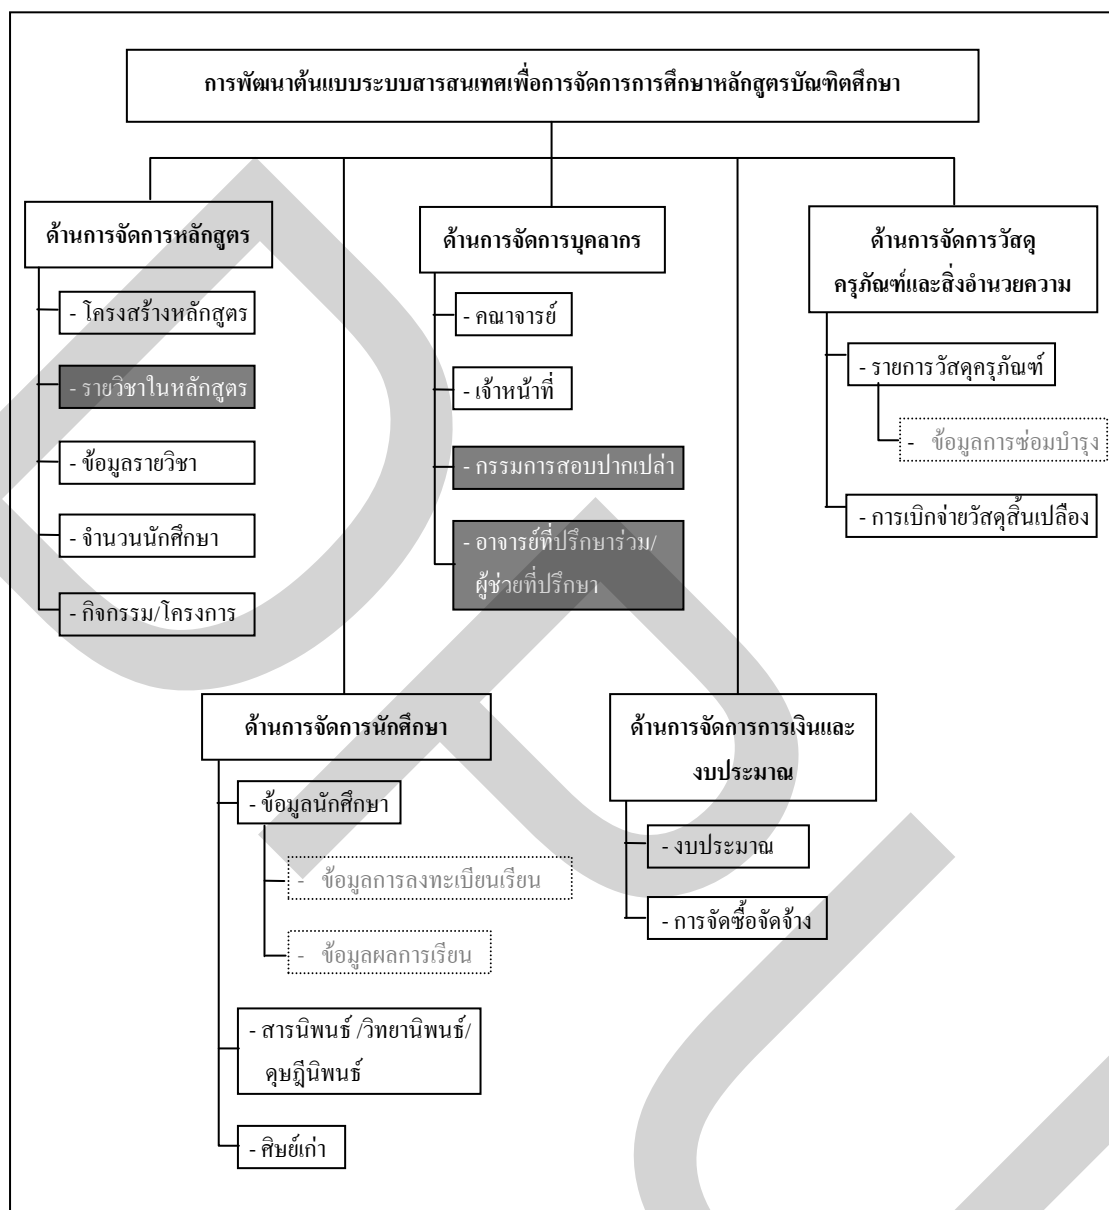 การพัฒนาต้นแบบระบบสารสนเทศเพื่อการจัดการการศึกษาหลักสูตรบัณฑิตศึกษา
ด้านการจัดการหลักสูตร
- โครงสร้างหลักสูตร
- รายวิชาในหลักสูตร
- ข้อมูลรายวิชา
- จำนวนนักศึกษา
- กิจกรรม/โครงการ
ด้านการจัดการบุคลากร
- คณาจารย์
- เจ้าหน้าที่
- กรรมการสอบปากเปล่า
- อาจารย์ที่ปรึกษาร่วม/
ผู้ช่วยที่ปรึกษา
ด้านการจัดการวัสดุ
ครุภัณฑ์และสิ่งอำนวยความ
- รายการวัสดุครุภัณฑ์
- ข้อมูลการซ่อมบำรุง
- การเบิกจ่ายวัสดุสิ้นเปลือง
ด้านการจัดการนักศึกษา
- ข้อมูลนักศึกษา
- ข้อมูลการลงทะเบียนเรียน
- ข้อมูลผลการเรียน
- สารนิพนธ์ /วิทยานิพนธ์/
ดุษฎีนิพนธ์
- ศิษย์เก่า
ด้านการจัดการการเงินและ
งบประมาณ
- งบประมาณ
- การจัดซื้อจัดจ้าง
DPU